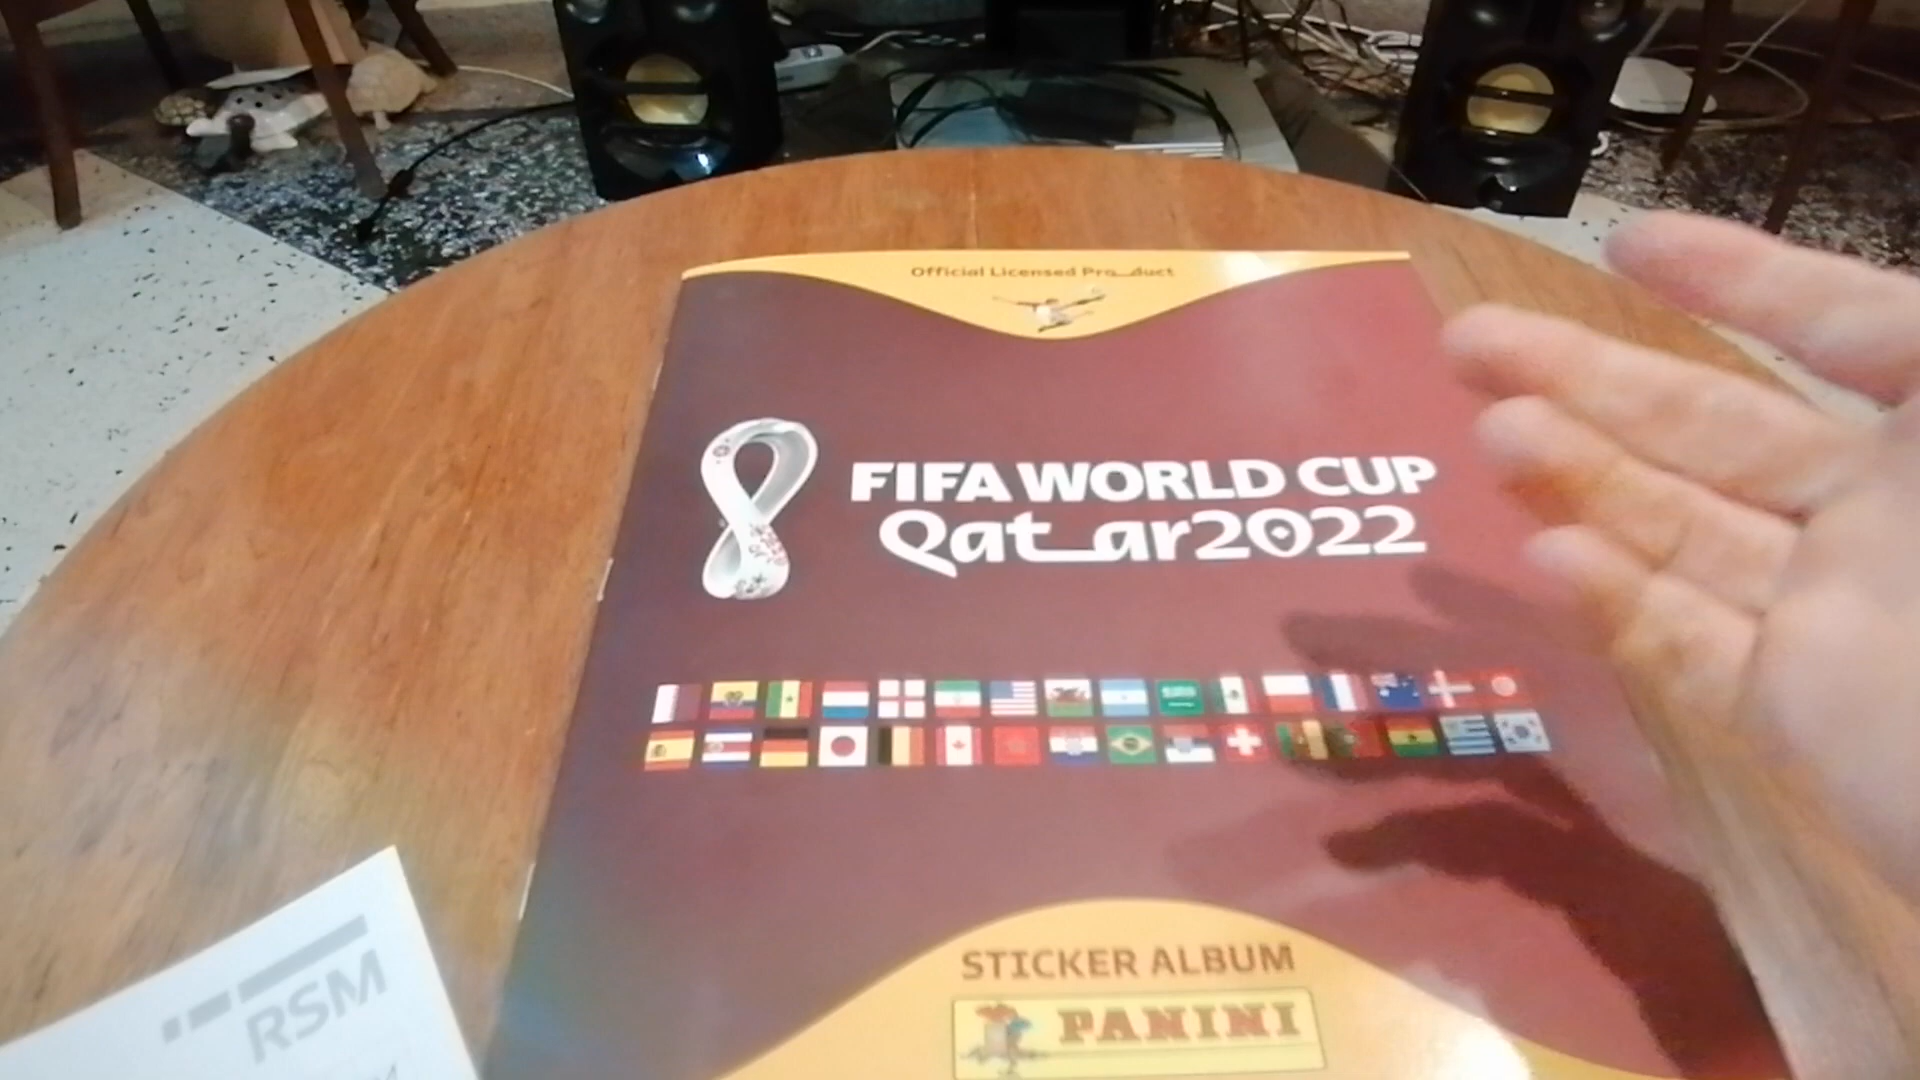 Official Licensed Product
FIFA WORLD CUP
Qatar2022
STICKER ALBUM
PANINI
RSM